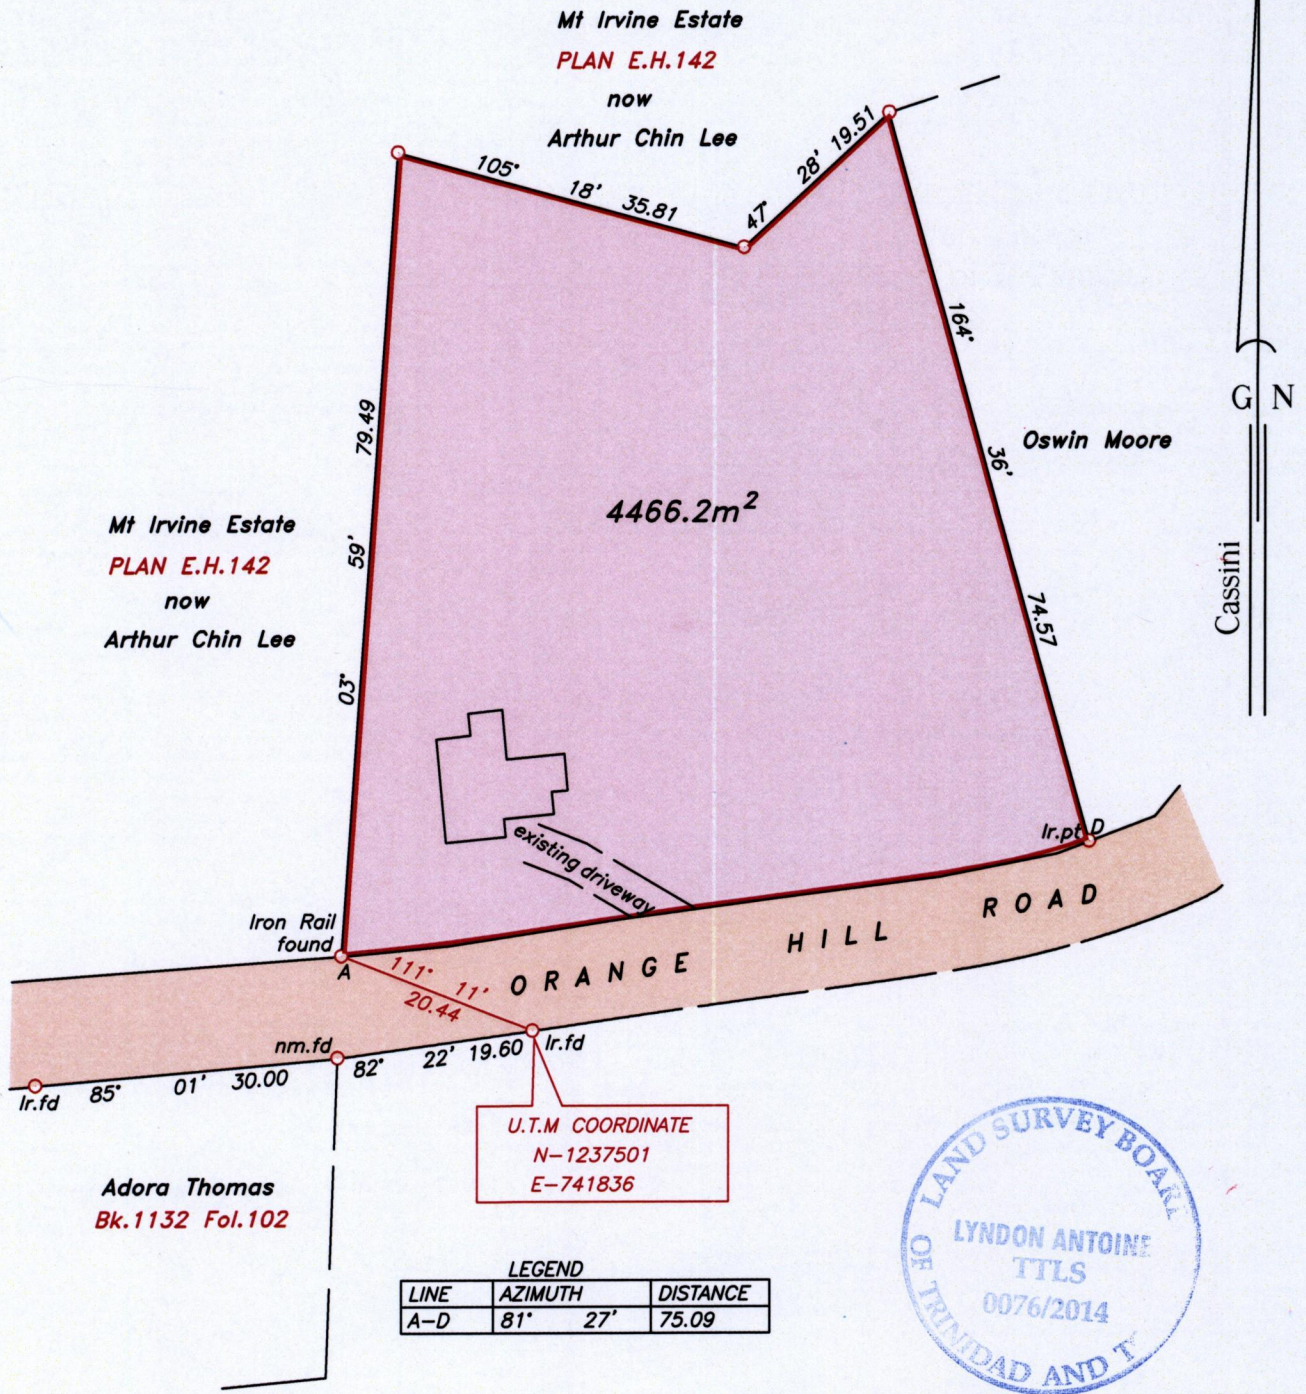 Mt Irvine Estate
PLAN E.H.142
now
Arthur Chin Lee
105° 18' 35.81
47° 28' 19.51
164° 36' 74.57
03° 59' 79.49
4466.2m²
Oswin Moore
G N
Cassini
Mt Irvine Estate
PLAN E.H.142
now
Arthur Chin Lee
existing driveway
Ir.pt D
Iron Rail
found
A
ORANGE HILL ROAD
111° 11'
20.44
nm.fd
Ir.fd
82° 22' 19.60
Ir.fd
85° 01' 30.00
U.T.M COORDINATE
N-1237501
E-741836
Adora Thomas
Bk.1132 Fol.102
LEGEND
LINE AZIMUTH DISTANCE
A-D 81° 27' 75.09
LAND SURVEY BOAR
OF TRINIDAD AND T
LYNDON ANTOINE
TTLS
0076/2014